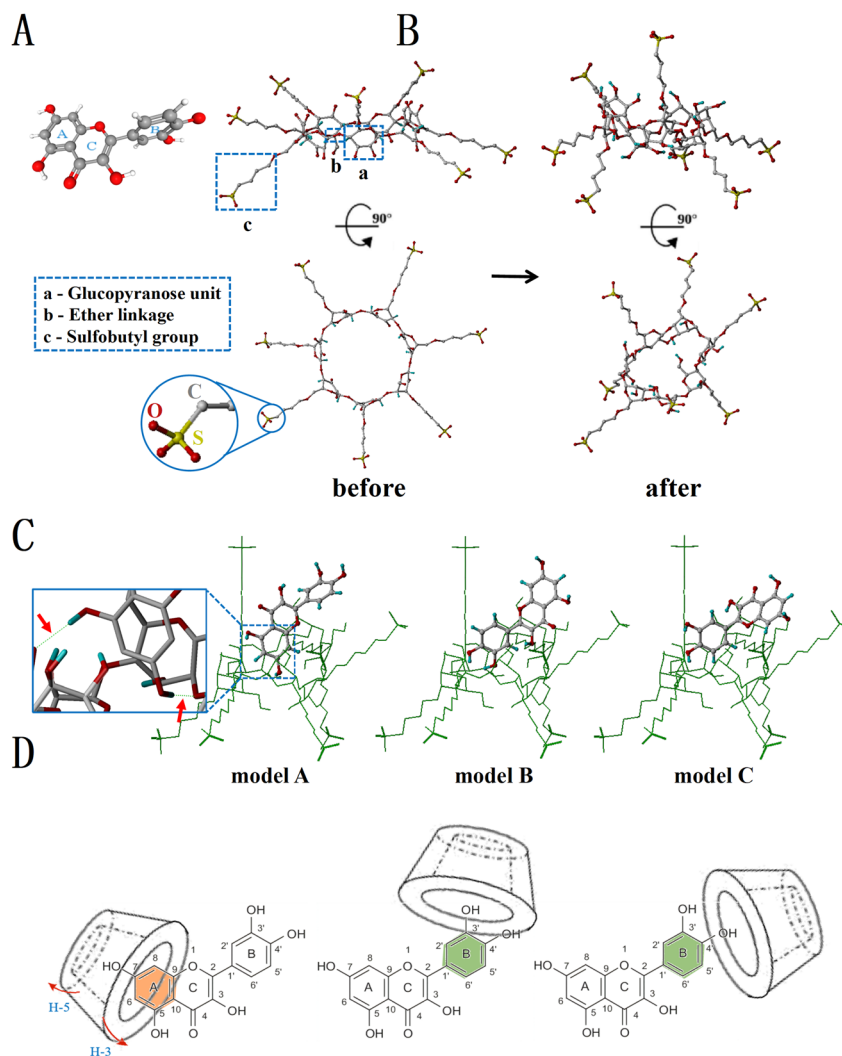 A
B
A
B
C
b
a
c
90°
90°
a - Glucopyranose unit
b - Ether linkage
c - Sulfobutyl group
C
O
S
before
after
C
model A
model B
model C
D
OH
3'
OH
2'
4'
B
1
8
HO
7
9
2
1'
5'
A
C
6'
6
3
H-5
5
10
4
OH
OH
O
H-3
OH
3'
OH
2'
4'
B
1
8
HO
7
9
2
1'
5'
A
C
6'
6
3
5
10
4
OH
OH
O
OH
3'
OH
2'
4'
B
1
8
HO
7
9
2
1'
5'
A
C
6'
6
3
5
10
4
OH
OH
O